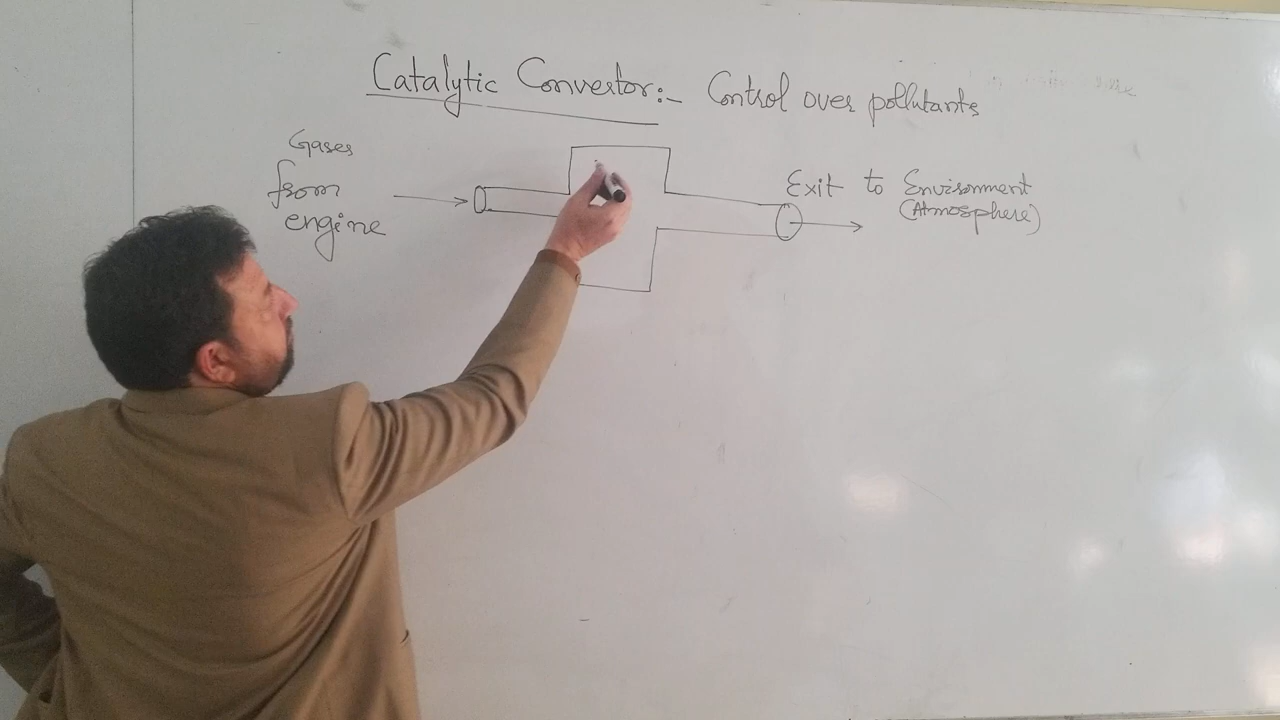 Catalytic Convertor:- Control over pollutants
Gases
from
engine
Exit to Environment
(Atmosphere)